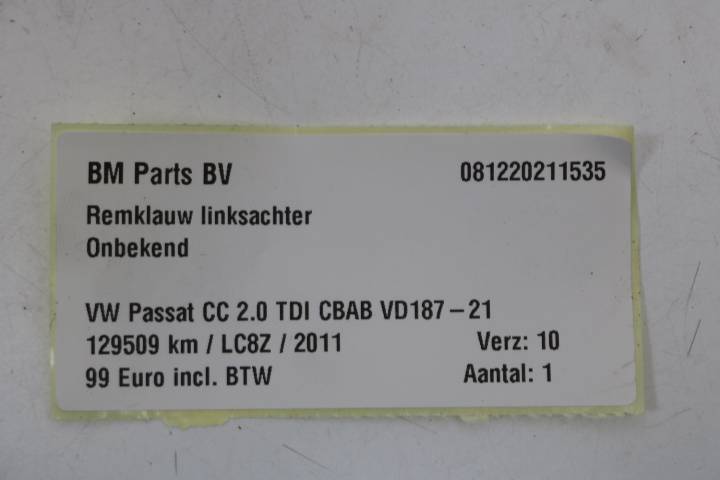 BM Parts BV 081220211535
Remklauw linksachter
Onbekend
VW Passat CC 2.0 TDI CBAB VD187-21
129509 km / LC8Z / 2011 Verz: 10
99 Euro incl. BTW Aantal: 1